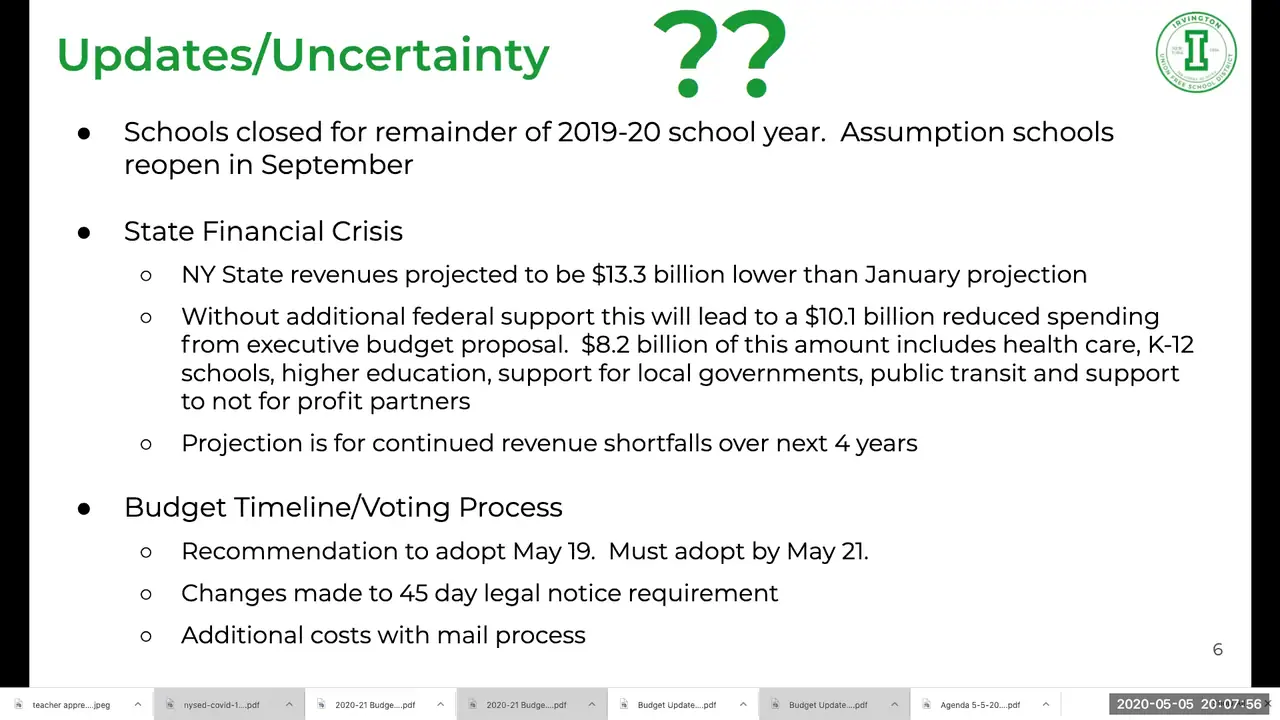 Updates/Uncertainty ??
IRVINGTON
UNION FREE SCHOOL DISTRICT
● Schools closed for remainder of 2019-20 school year.  Assumption schools
reopen in September
● State Financial Crisis
○ NY State revenues projected to be $13.3 billion lower than January projection
○ Without additional federal support this will lead to a $10.1 billion reduced spending
from executive budget proposal.  $8.2 billion of this amount includes health care, K-12
schools, higher education, support for local governments, public transit and support
to not for profit partners
○ Projection is for continued revenue shortfalls over next 4 years
● Budget Timeline/Voting Process
○ Recommendation to adopt May 19.  Must adopt by May 21.
○ Changes made to 45 day legal notice requirement
○ Additional costs with mail process
6
teacher appre....jpeg
nysed-covid-1....pdf
2020-21 Budge....pdf
2020-21 Budge....pdf
Budget Update....pdf
Budget Update....pdf
Agenda 5-5-20....pdf
2020-05-05 20:07:56